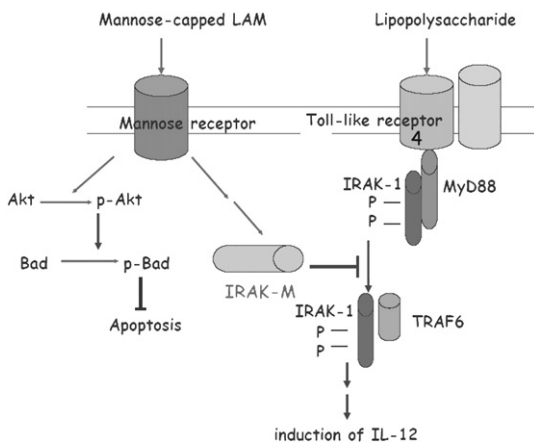 Mannose-capped LAM
Lipopolysaccharide
Mannose receptor
Toll-like receptor
4
Akt
p-Akt
IRAK-1
MyD88
P
P
Bad
p-Bad
IRAK-M
Apoptosis
IRAK-1
TRAF6
P
P
induction of IL-12